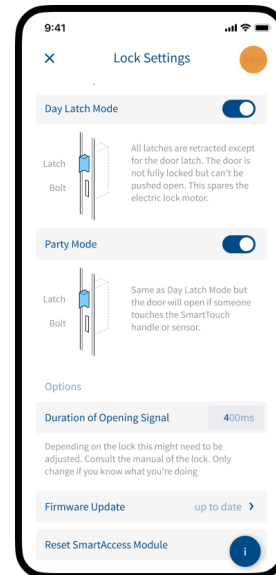 9:41
Lock Settings
Save
Day Latch Mode
Latch
Bolt
All latches are retracted except
for the door latch. The door is
not fully locked but can't be
pushed open. This spares the
electric lock motor.
Party Mode
Latch
Bolt
Same as Day Latch Mode but
the door will open if someone
touches the SmartTouch
handle or sensor.
Options
Duration of Opening Signal 400ms
Depending on the lock this might need to be
adjusted. Consult the manual of the lock. Only
change if you know what you're doing
Firmware Update up to date
Reset SmartAccess Module
i